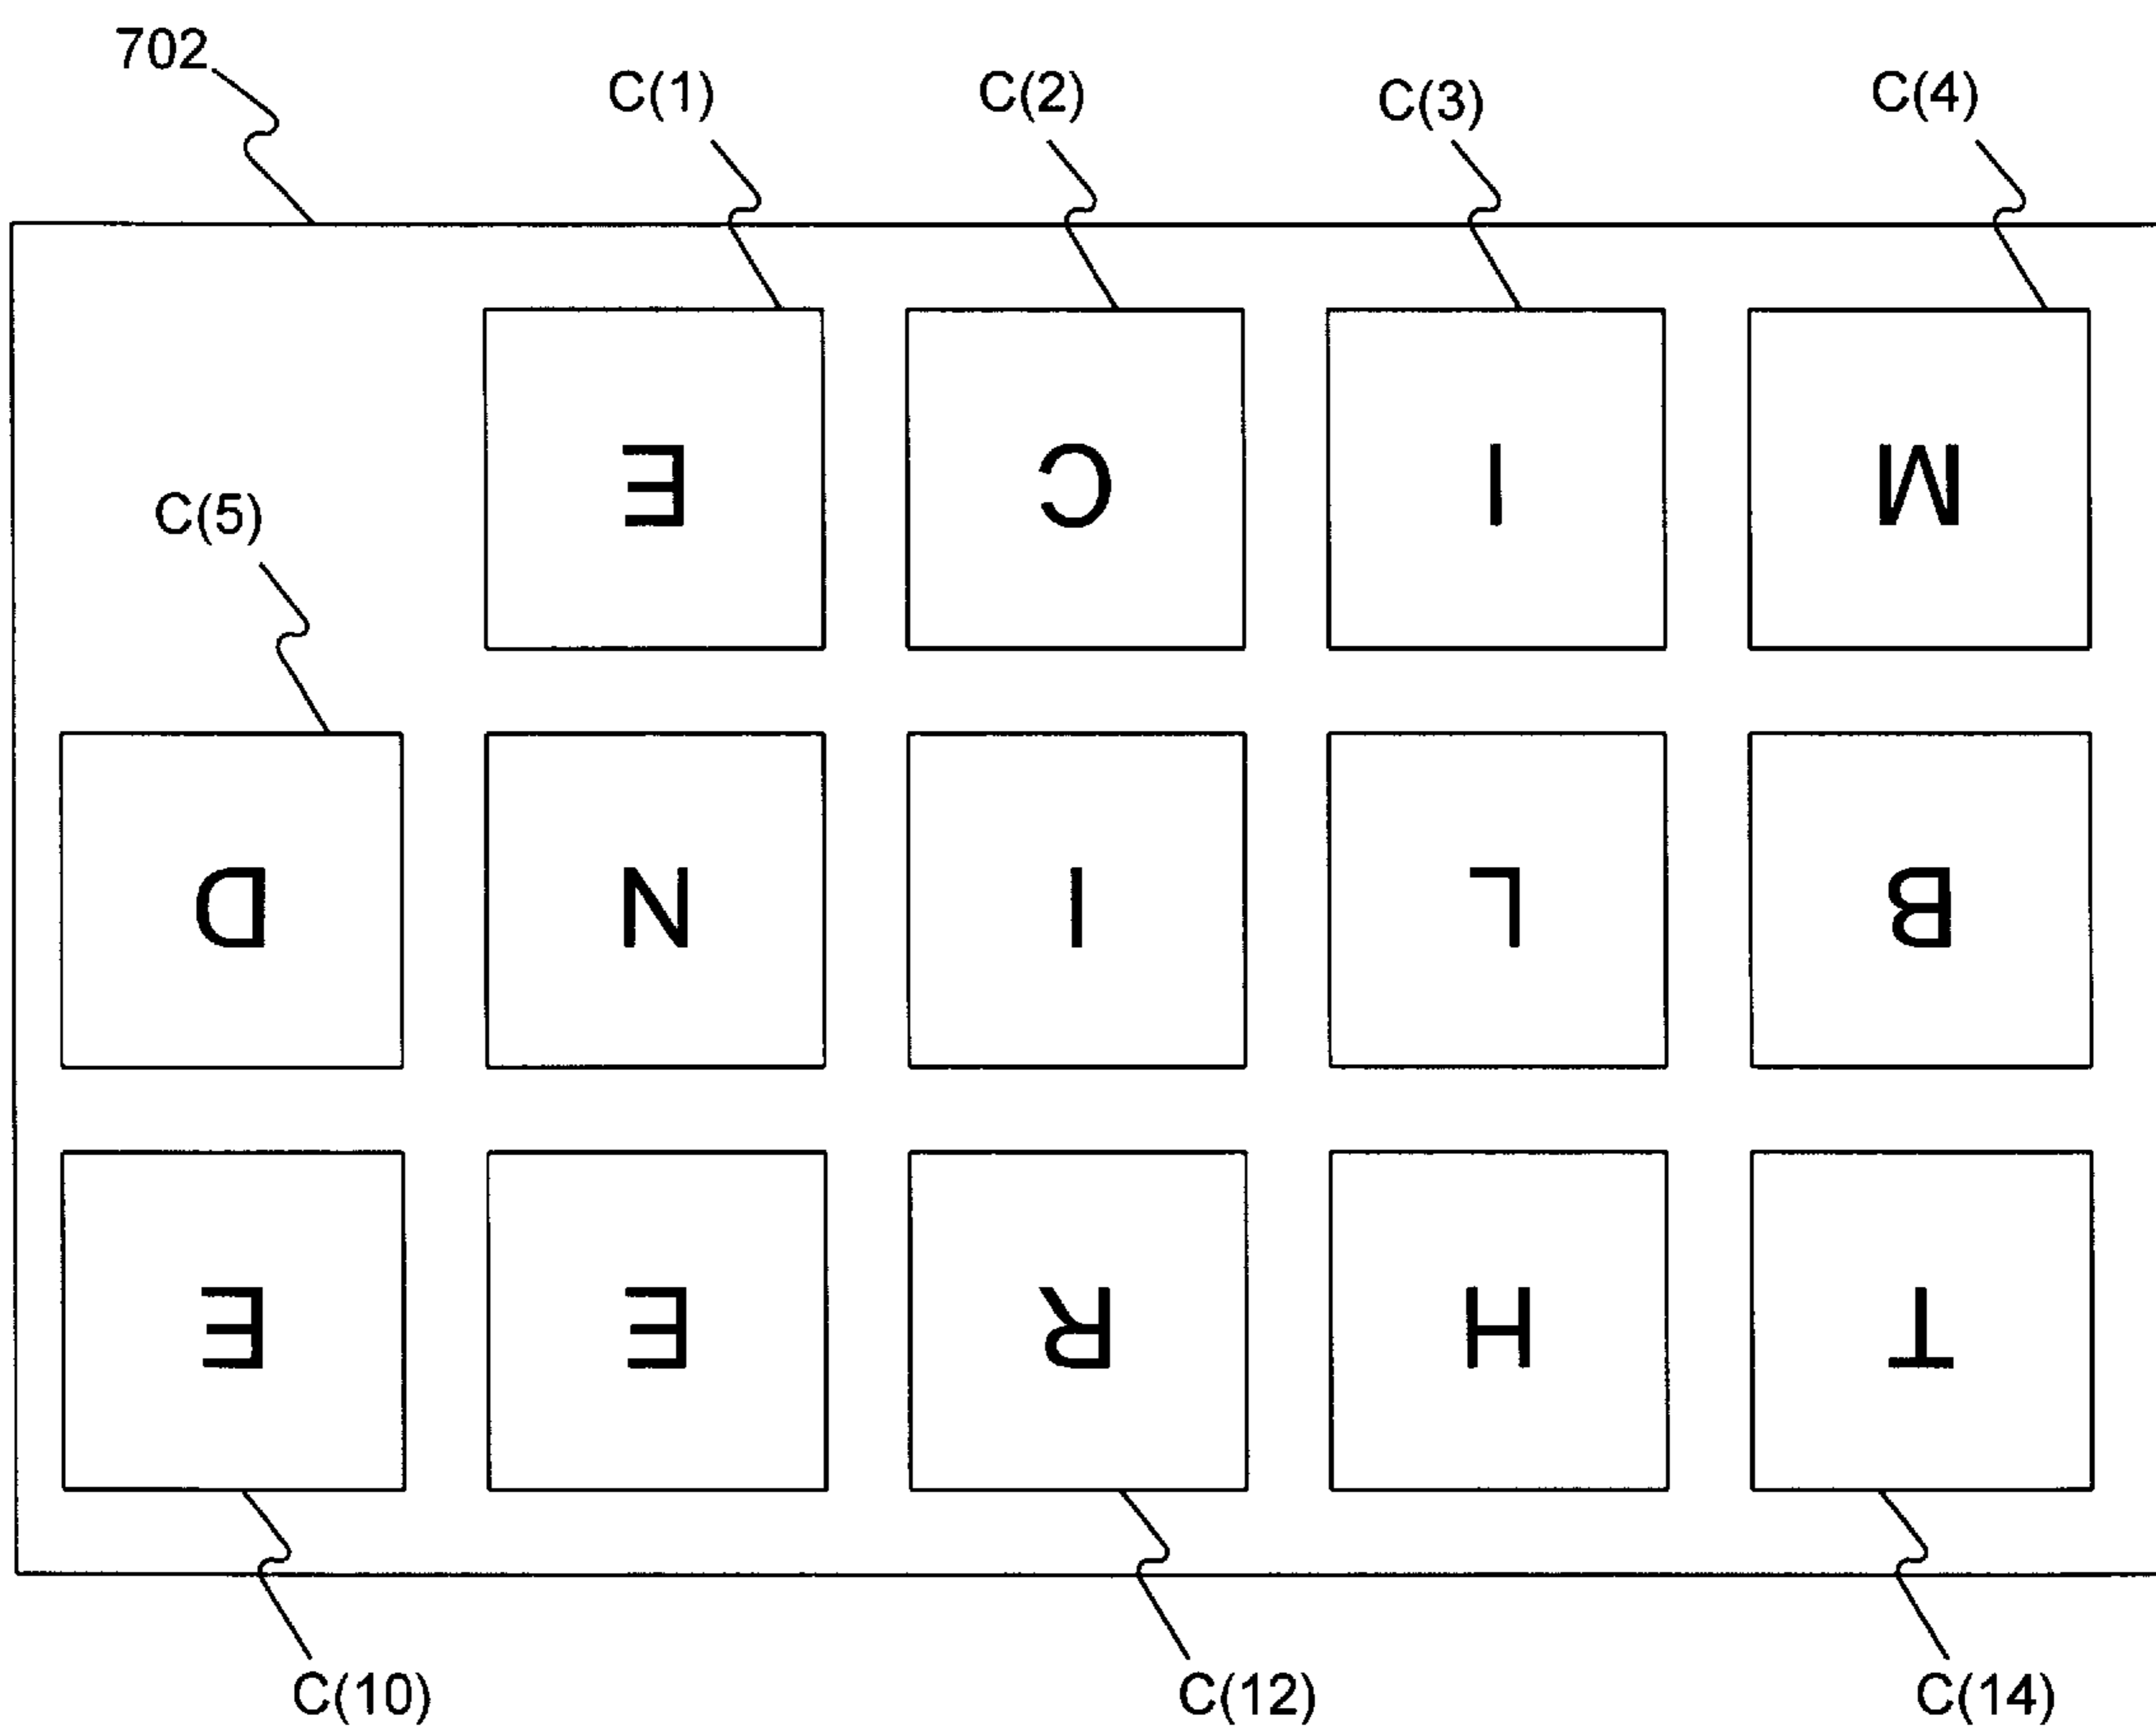 702
C(1) C(2) C(3) C(4)
C(5)
T H R E E
B L I N D
M I C E
C(10) C(12) C(14)